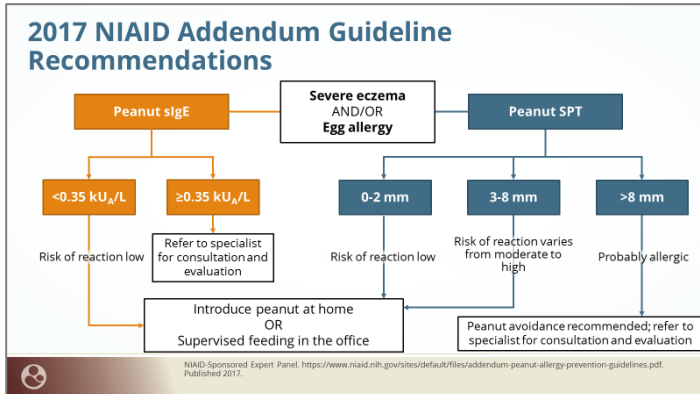 2017 NIAID Addendum Guideline
Recommendations
Severe eczema
AND/OR
Egg allergy
Peanut sIgE
Peanut SPT
<0.35 kUA/L
≥0.35 kUA/L
0-2 mm
3-8 mm
>8 mm
Risk of reaction low
Refer to specialist
for consultation and
evaluation
Risk of reaction low
Risk of reaction varies
from moderate to
high
Probably allergic
Introduce peanut at home
OR
Supervised feeding in the office
Peanut avoidance recommended; refer to
specialist for consultation and evaluation
NIAID-Sponsored Expert Panel. https://www.niaid.nih.gov/sites/default/files/addendum-peanut-allergy-prevention-guidelines.pdf.
Published 2017.